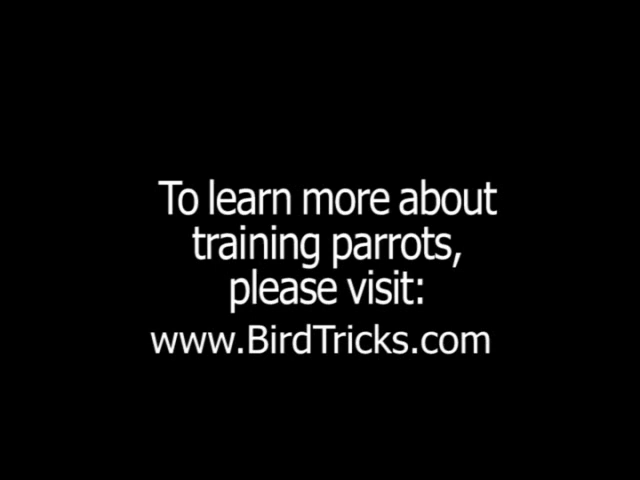 To learn more about
training parrots,
please visit:
www.BirdTricks.com